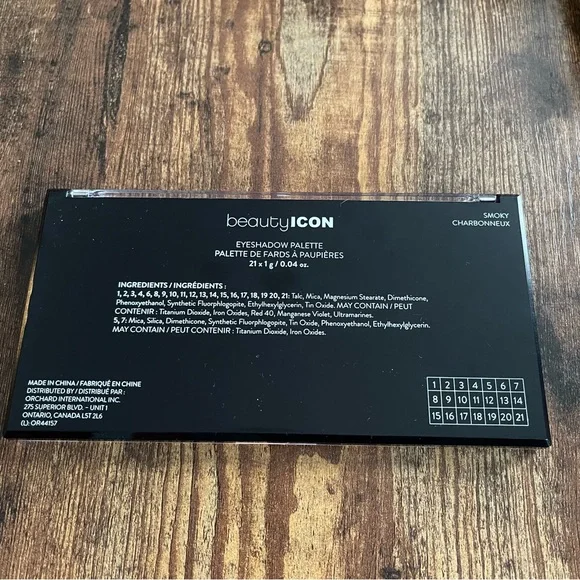 beautyICON
SMOKY
CHARBONNEUX
EYESHADOW PALETTE
PALETTE DE FARDS À PAUPIÈRES
21 x 1 g / 0.04 oz.
INGREDIENTS / INGRÉDIENTS :
1, 2, 3, 4, 6, 8, 9, 10, 11, 12, 13, 14, 15, 16, 17, 18, 19, 20, 21: Talc, Mica, Magnesium Stearate, Dimethicone,
Phenoxyethanol, Synthetic Fluorphlogopite, Ethylhexylglycerin, Tin Oxide. MAY CONTAIN / PEUT
CONTENIR : Titanium Dioxide, Iron Oxides, Red 40, Manganese Violet, Ultramarines.
5, 7: Mica, Silica, Dimethicone, Synthetic Fluorphlogopite, Tin Oxide, Phenoxyethanol, Ethylhexylglycerin.
MAY CONTAIN / PEUT CONTENIR : Titanium Dioxide, Iron Oxides.
MADE IN CHINA / FABRIQUÉ EN CHINE
DISTRIBUTED BY / DISTRIBUÉ PAR :
ORCHARD INTERNATIONAL INC.
275 SUPERIOR BLVD. - UNIT 1
ONTARIO, CANADA L5T 2L6
(L): OR44157
1 2 3 4 5 6 7
8 9 10 11 12 13 14
15 16 17 18 19 20 21